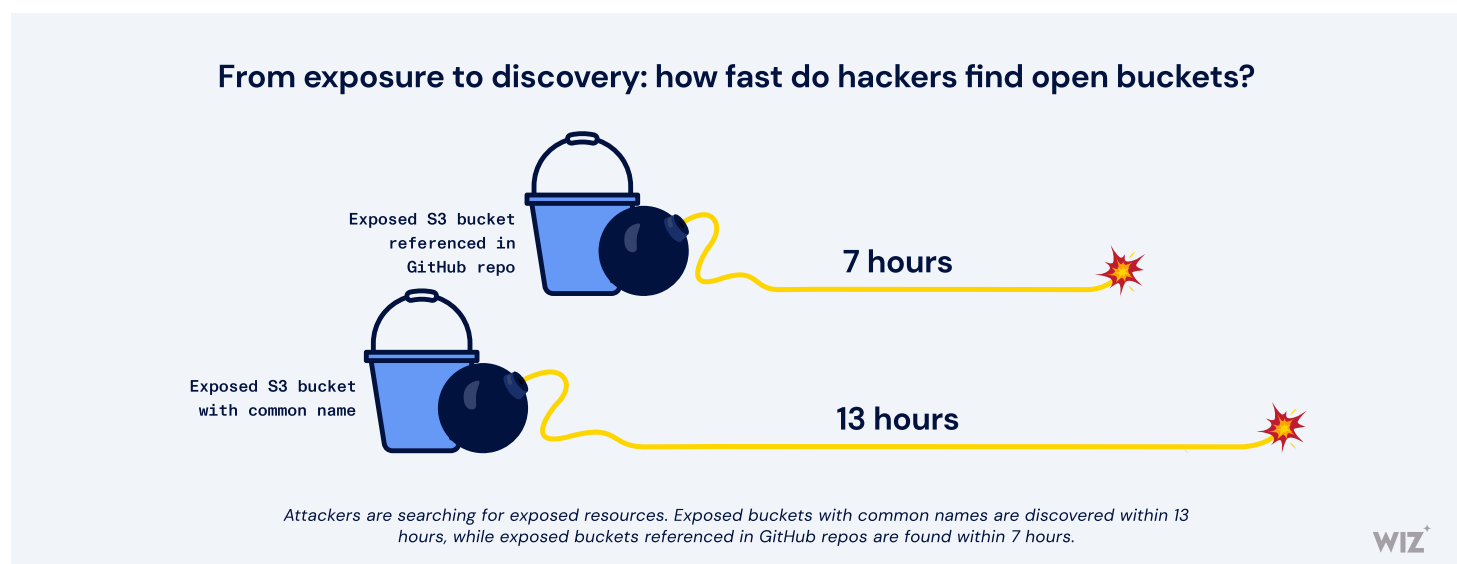 From exposure to discovery: how fast do hackers find open buckets?
Exposed S3 bucket
referenced in
GitHub repo
7 hours
Exposed S3 bucket
with common name
13 hours
Attackers are searching for exposed resources. Exposed buckets with common names are discovered within 13
hours, while exposed buckets referenced in GitHub repos are found within 7 hours.
WIZ